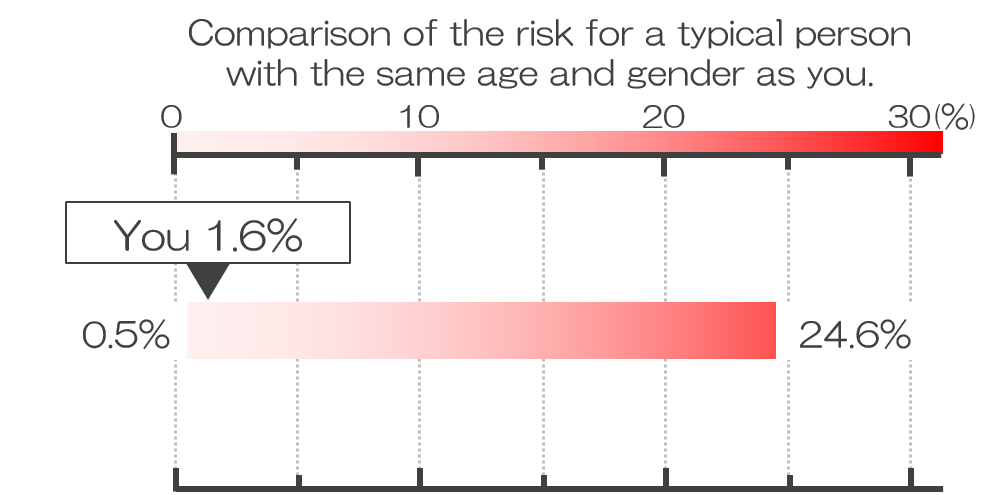 Comparison of the risk for a typical person
with the same age and gender as you.
0 10 20 30(%)
You 1.6%
0.5% 24.6%